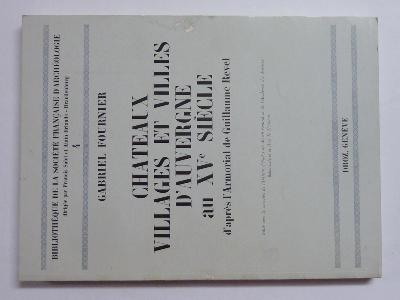 BIBLIOTHÈQUE DE LA SOCIÉTÉ FRANÇAISE D'ARCHÉOLOGIE
4
GABRIEL FOURNIER
CHATEAUX
VILLAGES ET VILLES
D'AUVERGNE
au XVe SIÈCLE
d'après l'Armorial de Guillaume Revel
DROZ, GENÈVE